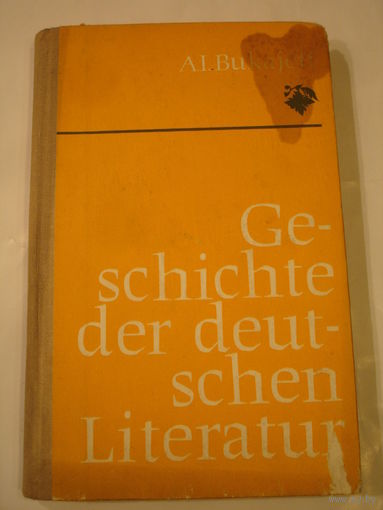 A.I.
Ge-
schichte
der deut-
schen
Literatur